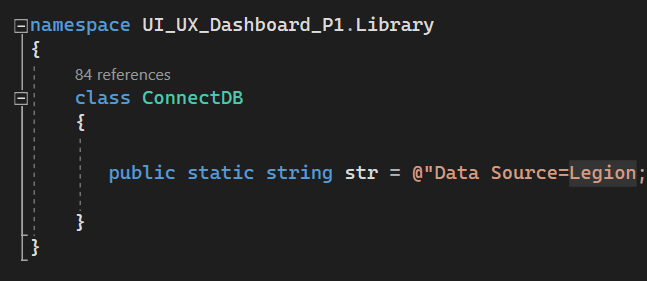 namespace UI_UX_Dashboard_P1.Library
{
84 references
class ConnectDB
{
public static string str = @"Data Source=Legion;
}
}